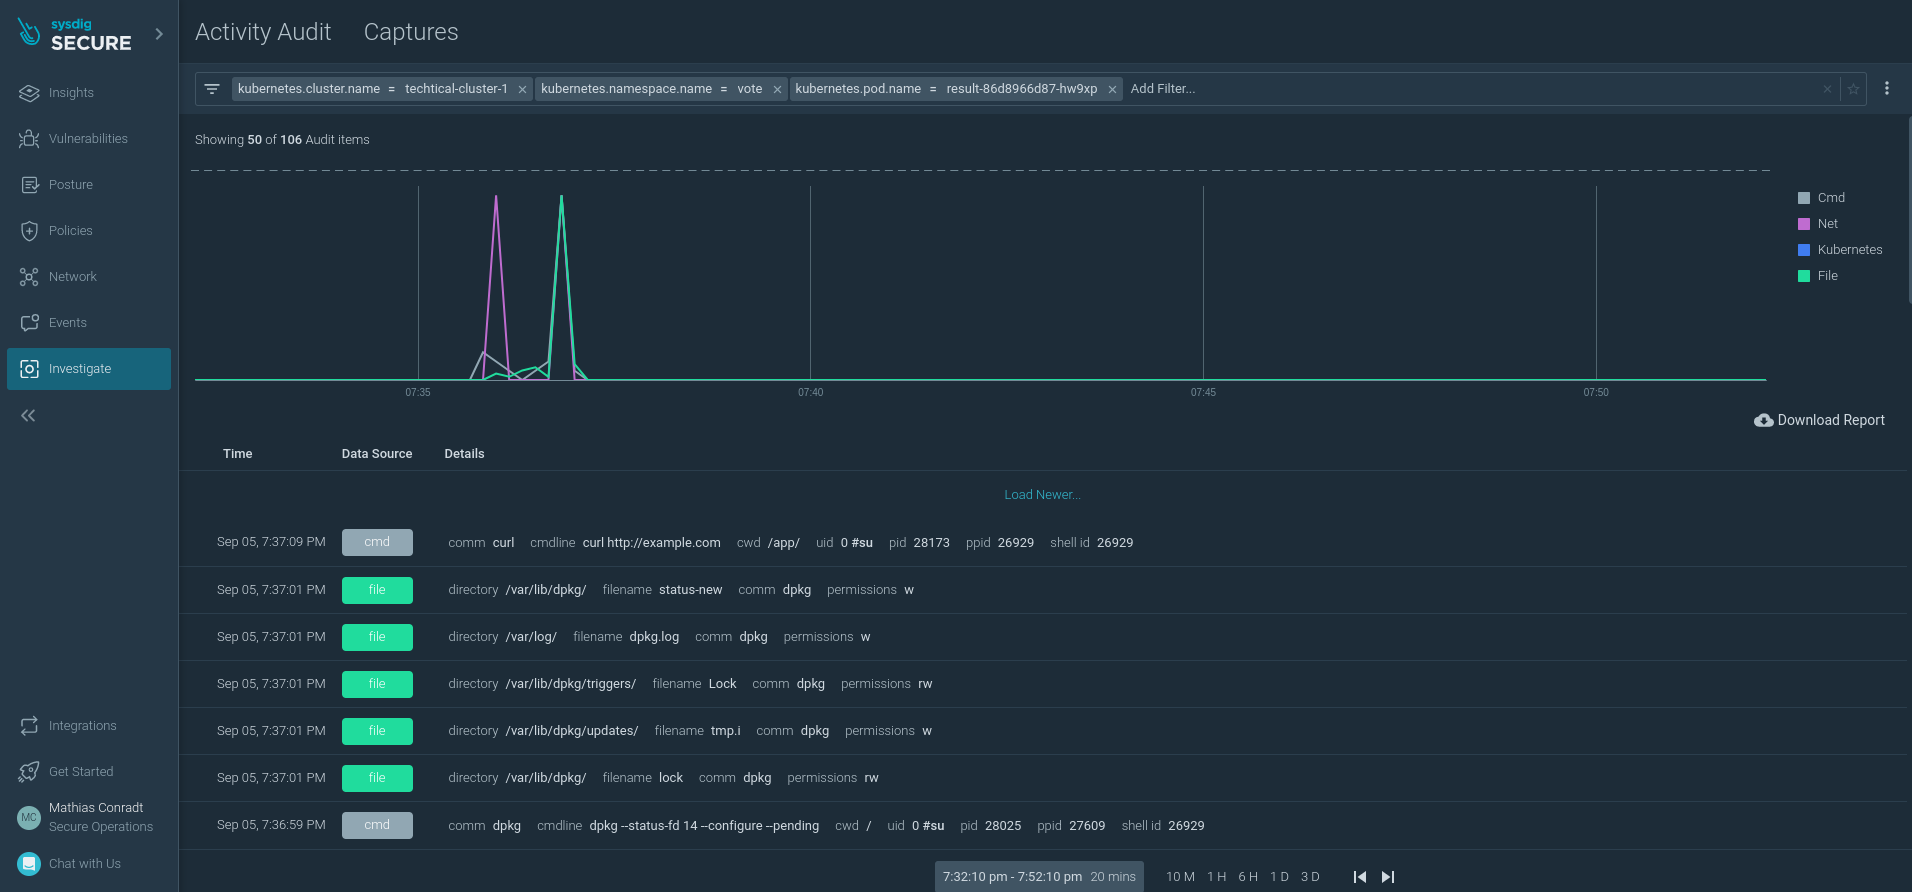 sysdig
SECURE
Activity Audit Captures
kubernetes.cluster.name = techtical-cluster-1 × kubernetes.namespace.name = vote × kubernetes.pod.name = result-86d8966d87-hw9xp × Add Filter...
Insights
Vulnerabilities
Posture
Policies
Network
Events
Investigate
Integrations
Get Started
MC
Mathias Conradt
Secure Operations
Chat with Us
Showing 50 of 106 Audit items
Cmd
Net
Kubernetes
File
07:35 07:40 07:45 07:50
Download Report
Time Data Source Details
Load Newer...
Sep 05, 7:37:09 PM cmd comm curl cmdline curl http://example.com cwd /app/ uid 0 #su pid 28173 ppid 26929 shell id 26929
Sep 05, 7:37:01 PM file directory /var/lib/dpkg/ filename status-new comm dpkg permissions w
Sep 05, 7:37:01 PM file directory /var/log/ filename dpkg.log comm dpkg permissions w
Sep 05, 7:37:01 PM file directory /var/lib/dpkg/triggers/ filename Lock comm dpkg permissions rw
Sep 05, 7:37:01 PM file directory /var/lib/dpkg/updates/ filename tmp.i comm dpkg permissions w
Sep 05, 7:37:01 PM file directory /var/lib/dpkg/ filename lock comm dpkg permissions rw
Sep 05, 7:36:59 PM cmd comm dpkg cmdline dpkg --status-fd 14 --configure --pending cwd / uid 0 #su pid 28025 ppid 27609 shell id 26929
7:32:10 pm - 7:52:10 pm 20 mins 10 M 1 H 6 H 1 D 3 D